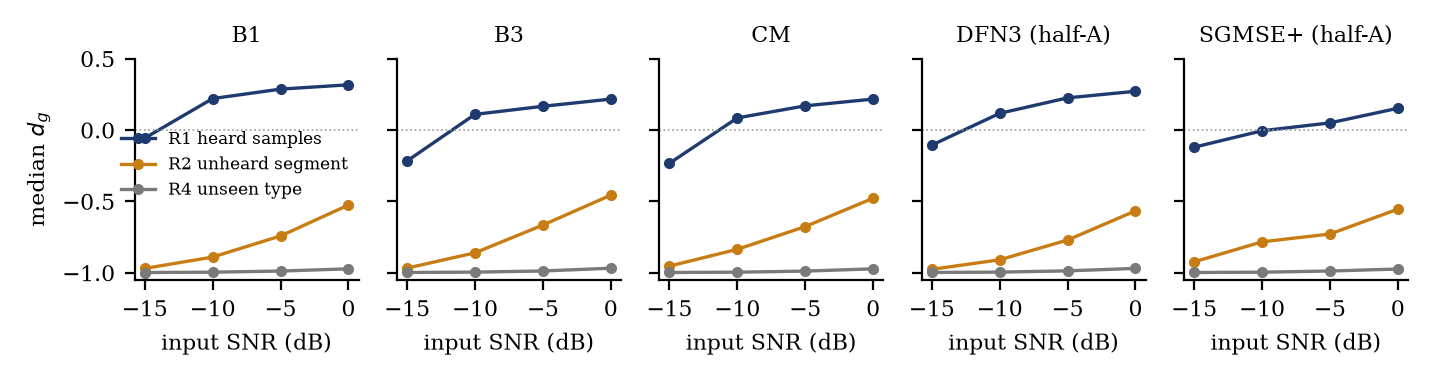 B1 B3 CM DFN3 (half-A) SGMSE+ (half-A)
median d_g
0.5
0.0
−0.5
−1.0
R1 heard samples
R2 unheard segment
R4 unseen type
−15 −10 −5 0 −15 −10 −5 0 −15 −10 −5 0 −15 −10 −5 0 −15 −10 −5 0
input SNR (dB) input SNR (dB) input SNR (dB) input SNR (dB) input SNR (dB)